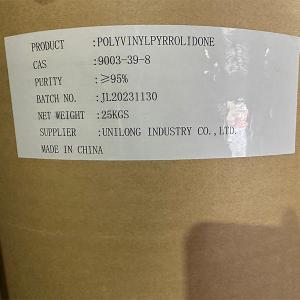 PRODUCT :POLYVINYLPYRROLIDONE
CAS :9003-39-8
PURITY :≥95%
BATCH NO. :JL20231130
NET WEIGHT :25KGS
SUPPLIER :UNILONG INDUSTRY CO.,LTD.
MADE IN CHINA